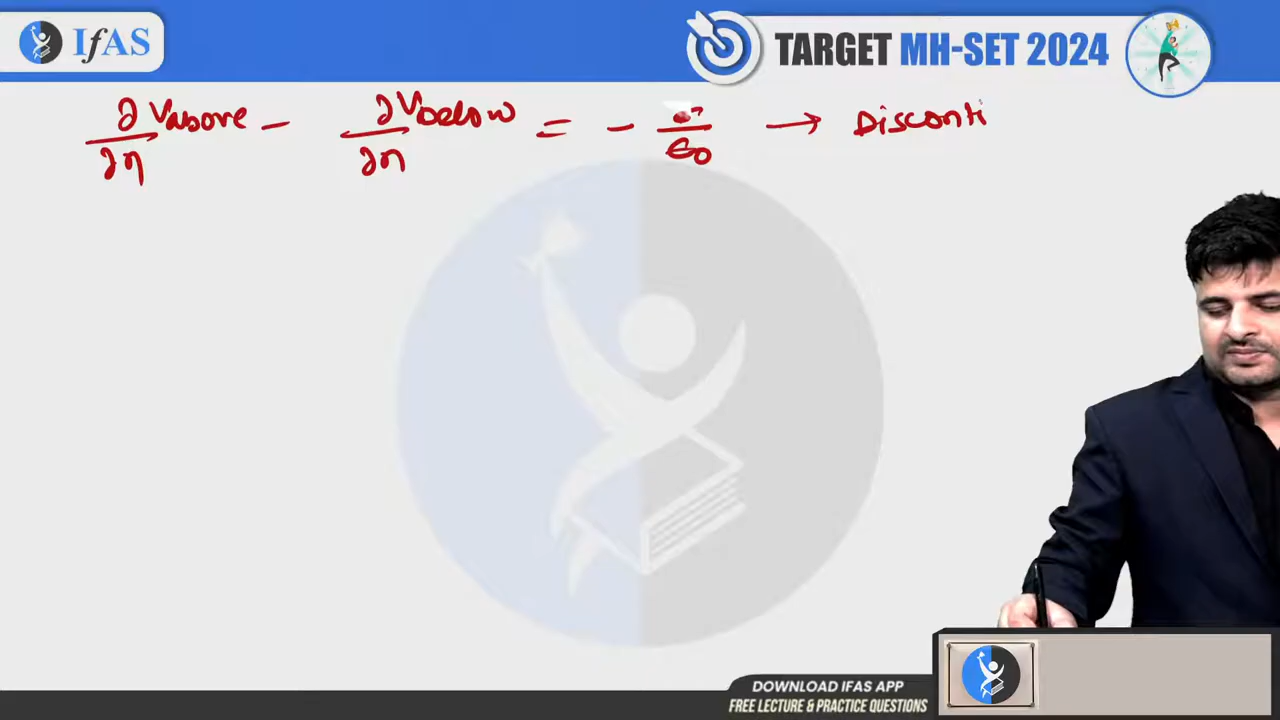 IfAS
TARGET MH-SET 2024
∂Vabove/∂η - ∂Vbelow/∂η = - σ/ϵ0 → Disconti
DOWNLOAD IFAS APP
FREE LECTURE & PRACTICE QUESTIONS